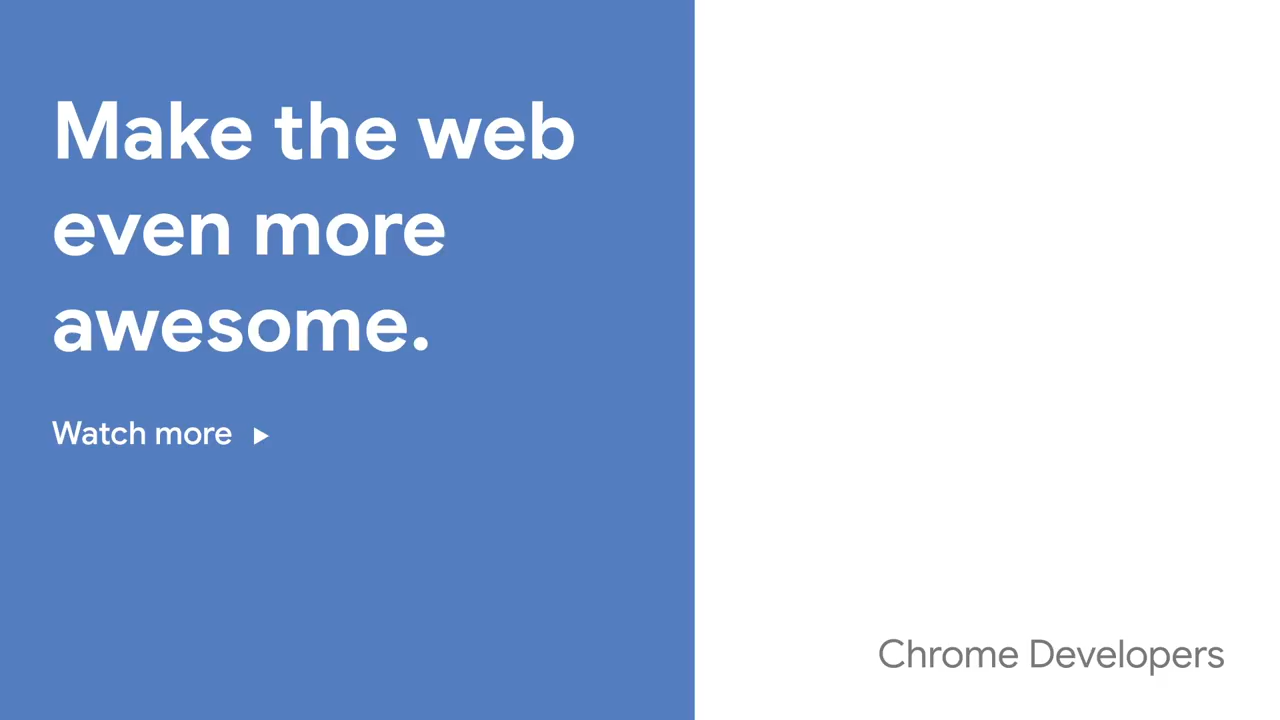 Make the web
even more
awesome.
Watch more
Chrome Developers